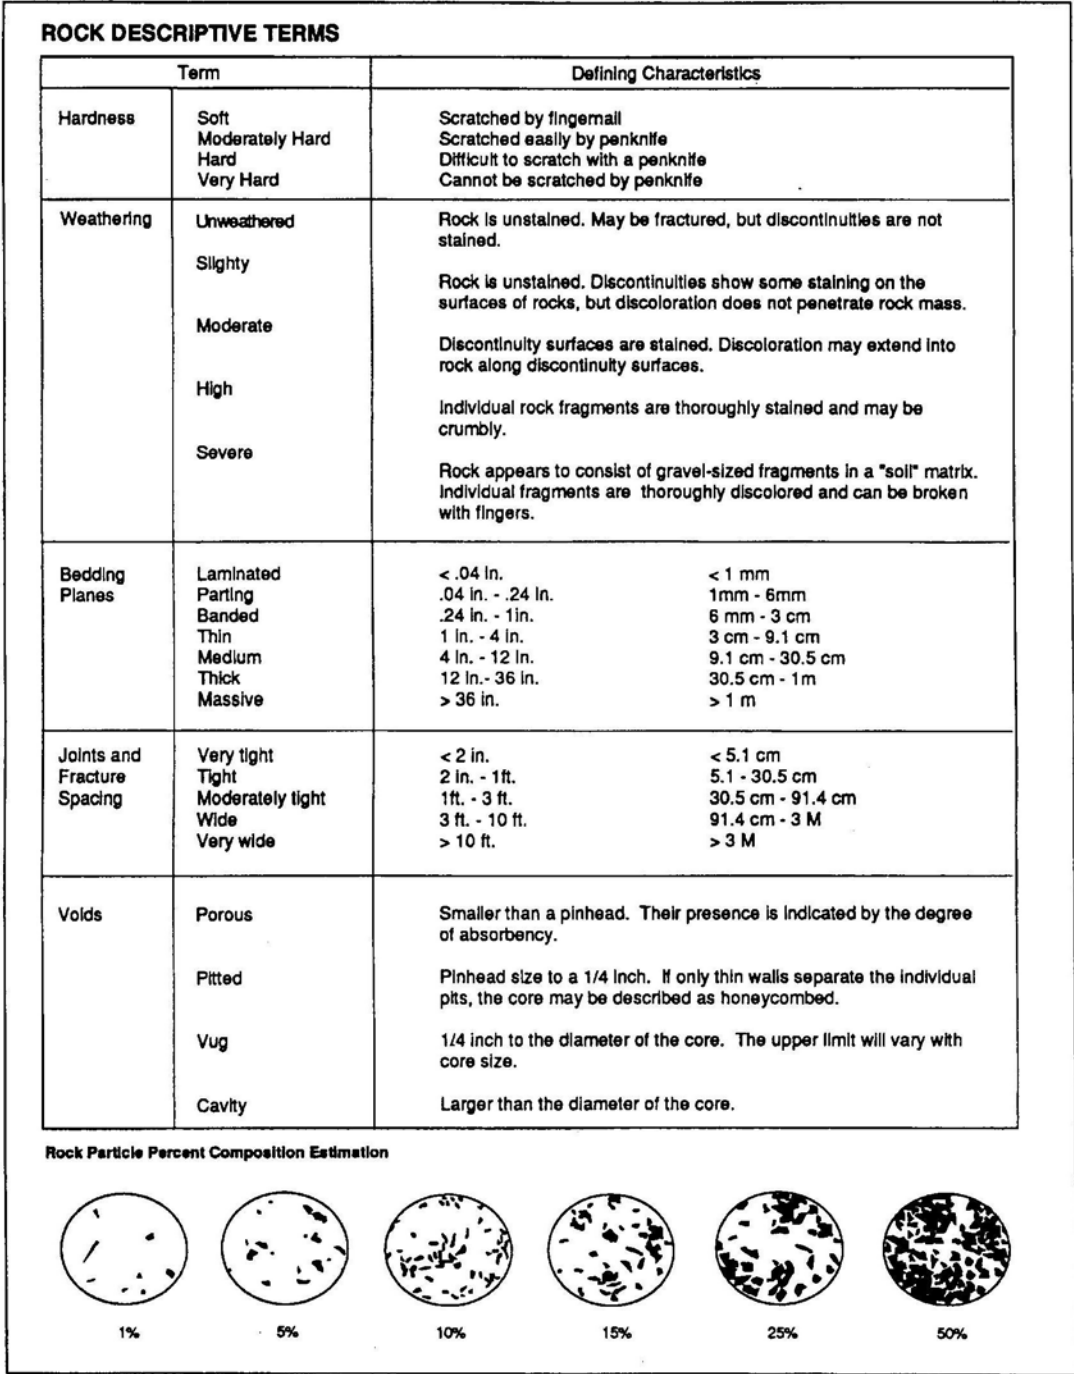 ROCK DESCRIPTIVE TERMS
Term Defining Characteristics
Hardness Soft Scratched by fingernail
Moderately Hard Scratched easily by penknife
Hard Difficult to scratch with a penknife
Very Hard Cannot be scratched by penknife
Weathering Unweathered Rock is unstained. May be fractured, but discontinuities are not
stained.
Slighty
Rock is unstained. Discontinuities show some staining on the
surfaces of rocks, but discoloration does not penetrate rock mass.
Moderate
Discontinuity surfaces are stained. Discoloration may extend into
rock along discontinuity surfaces.
High
Individual rock fragments are thoroughly stained and may be
crumbly.
Severe
Rock appears to consist of gravel-sized fragments in a "soil" matrix.
Individual fragments are thoroughly discolored and can be broken
with fingers.
Bedding Laminated < .04 in. < 1 mm
Planes Parting .04 in. - .24 in. 1mm - 6mm
Banded .24 in. - 1in. 6 mm - 3 cm
Thin 1 in. - 4 in. 3 cm - 9.1 cm
Medium 4 in. - 12 in. 9.1 cm - 30.5 cm
Thick 12 in.- 36 in. 30.5 cm - 1m
Massive > 36 in. > 1 m
Joints and Very tight < 2 in. < 5.1 cm
Fracture Tight 2 in. - 1ft. 5.1 - 30.5 cm
Spacing Moderately tight 1ft. - 3 ft. 30.5 cm - 91.4 cm
Wide 3 ft. - 10 ft. 91.4 cm - 3 M
Very wide > 10 ft. > 3 M
Voids Porous Smaller than a pinhead. Their presence is indicated by the degree
of absorbency.
Pitted Pinhead size to a 1/4 inch. If only thin walls separate the individual
pits, the core may be described as honeycombed.
Vug 1/4 inch to the diameter of the core. The upper limit will vary with
core size.
Cavity Larger than the diameter of the core.
Rock Particle Percent Composition Estimation
1% 5% 10% 15% 25% 50%